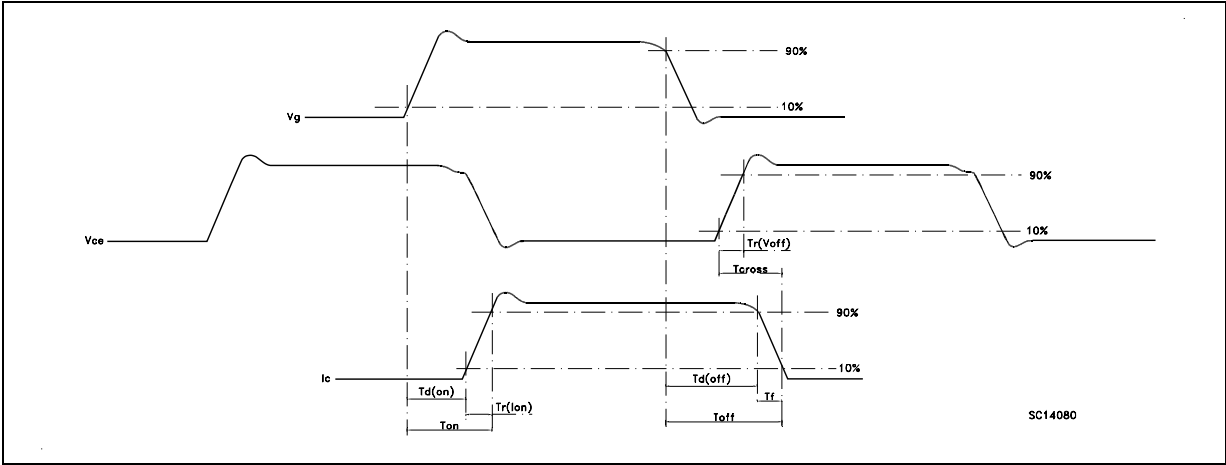 90%
10%
Vg
90%
Vce
10%
Tr(Voff)
Tcross
90%
Ic
10%
Td(on)
Td(off)
Tr(Ion)
Tf
Ton
Toff
SC14080